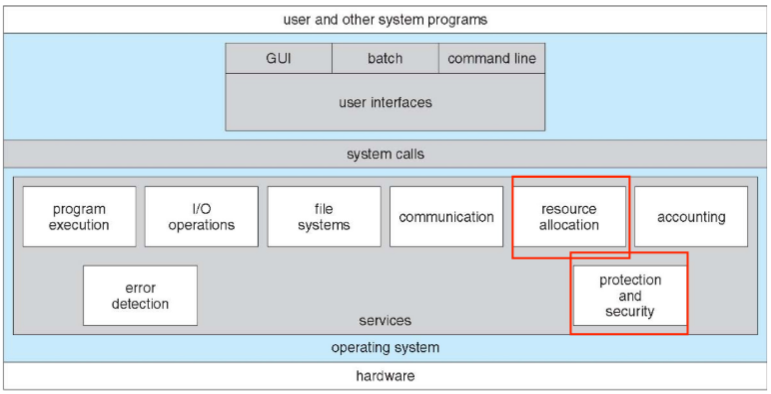 user and other system programs
GUI
batch
command line
user interfaces
system calls
program
execution
I/O
operations
file
systems
communication
resource
allocation
accounting
error
detection
protection
and
security
services
operating system
hardware